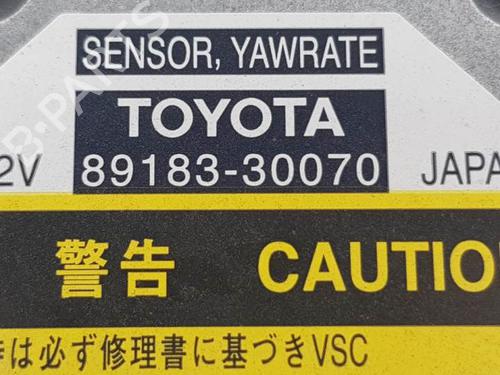 SENSOR, YAWRATE
TOYOTA
2V 89183-30070 JAPA
警告 CAUTIO
は必ず修理書に基づきVSC
B-PARTS